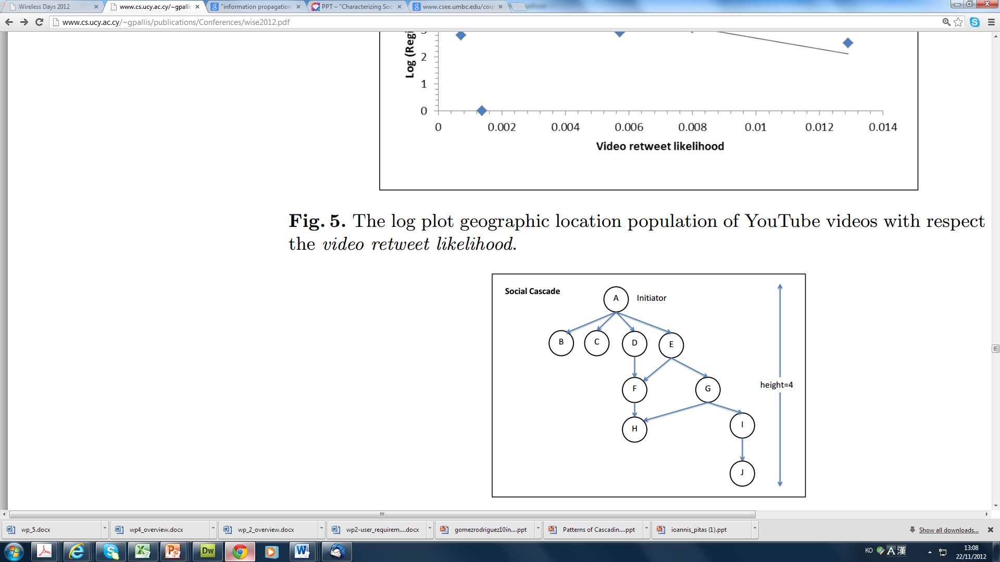 Wireless Days 2012
www.cs.ucy.ac.cy/~gpalli
"information propagation
PPT – "Characterizing Soc
www.csee.umbc.edu/cou
www.cs.ucy.ac.cy/~gpallis/publications/Conferences/wise2012.pdf
Log (Regi
2
1
0
0 0.002 0.004 0.006 0.008 0.01 0.012 0.014
Video retweet likelihood
Fig. 5. The log plot geographic location population of YouTube videos with respect
the video retweet likelihood.
Social Cascade
A Initiator
B C D E
F G
height=4
H I
J
wp_5.docx
wp4_overview.docx
wp_2_overview.docx
wp2-user_requirem....docx
gomezrodriguez10in....ppt
Patterns of Cascadin....ppt
ioannis_pitas (1).ppt
Show all downloads...
Dw
KO
A 漢
13:08
22/11/2012